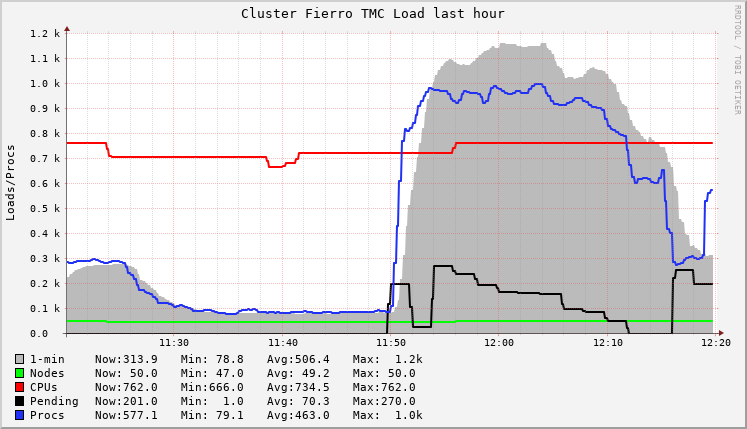 Cluster Fierro TMC Load last hour
RRDTOOL / TOBI OETIKER
Loads/Procs
1.2 k
1.1 k
1.0 k
0.9 k
0.8 k
0.7 k
0.6 k
0.5 k
0.4 k
0.3 k
0.2 k
0.1 k
0.0
11:30 11:40 11:50 12:00 12:10 12:20
1-min Now:313.9 Min: 78.8 Avg:506.4 Max: 1.2k
Nodes Now: 50.0 Min: 47.0 Avg: 49.2 Max: 50.0
CPUs Now:762.0 Min:666.0 Avg:734.5 Max:762.0
Pending Now:201.0 Min: 1.0 Avg: 70.3 Max:270.0
Procs Now:577.1 Min: 79.1 Avg:463.0 Max: 1.0k